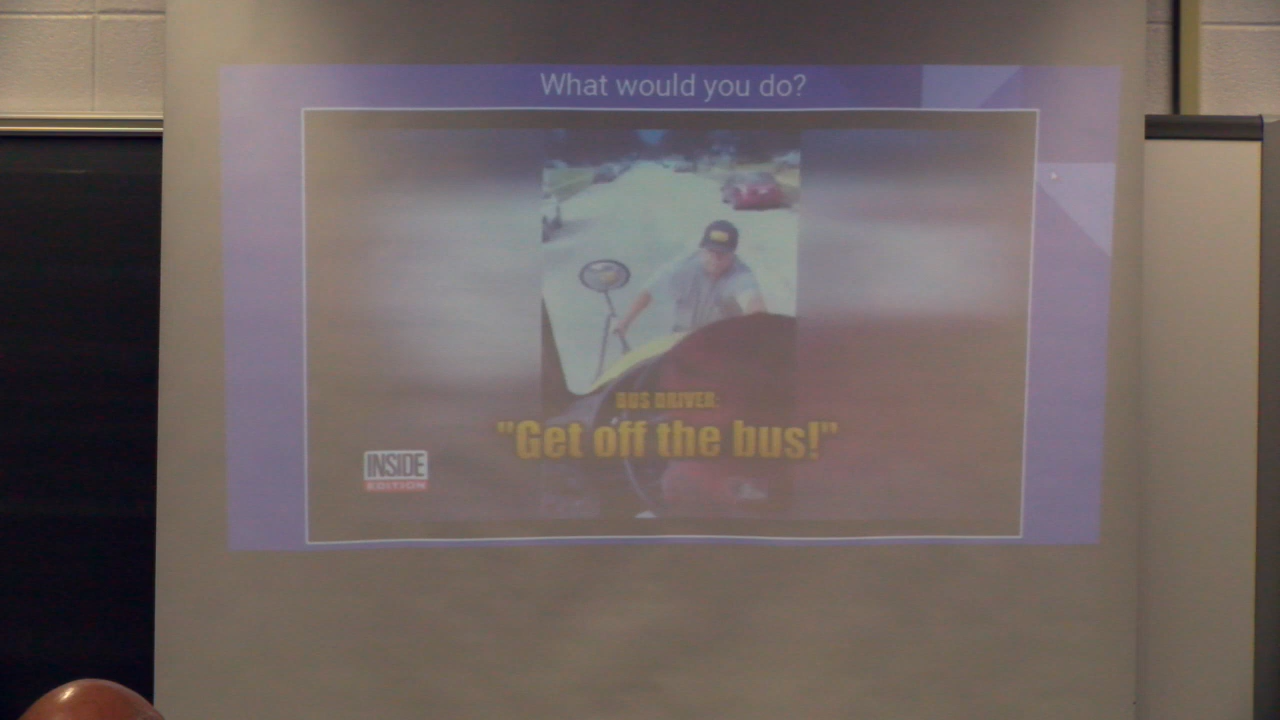 What would you do?
BUS DRIVER:
"Get off the bus!"
INSIDE
EDITION